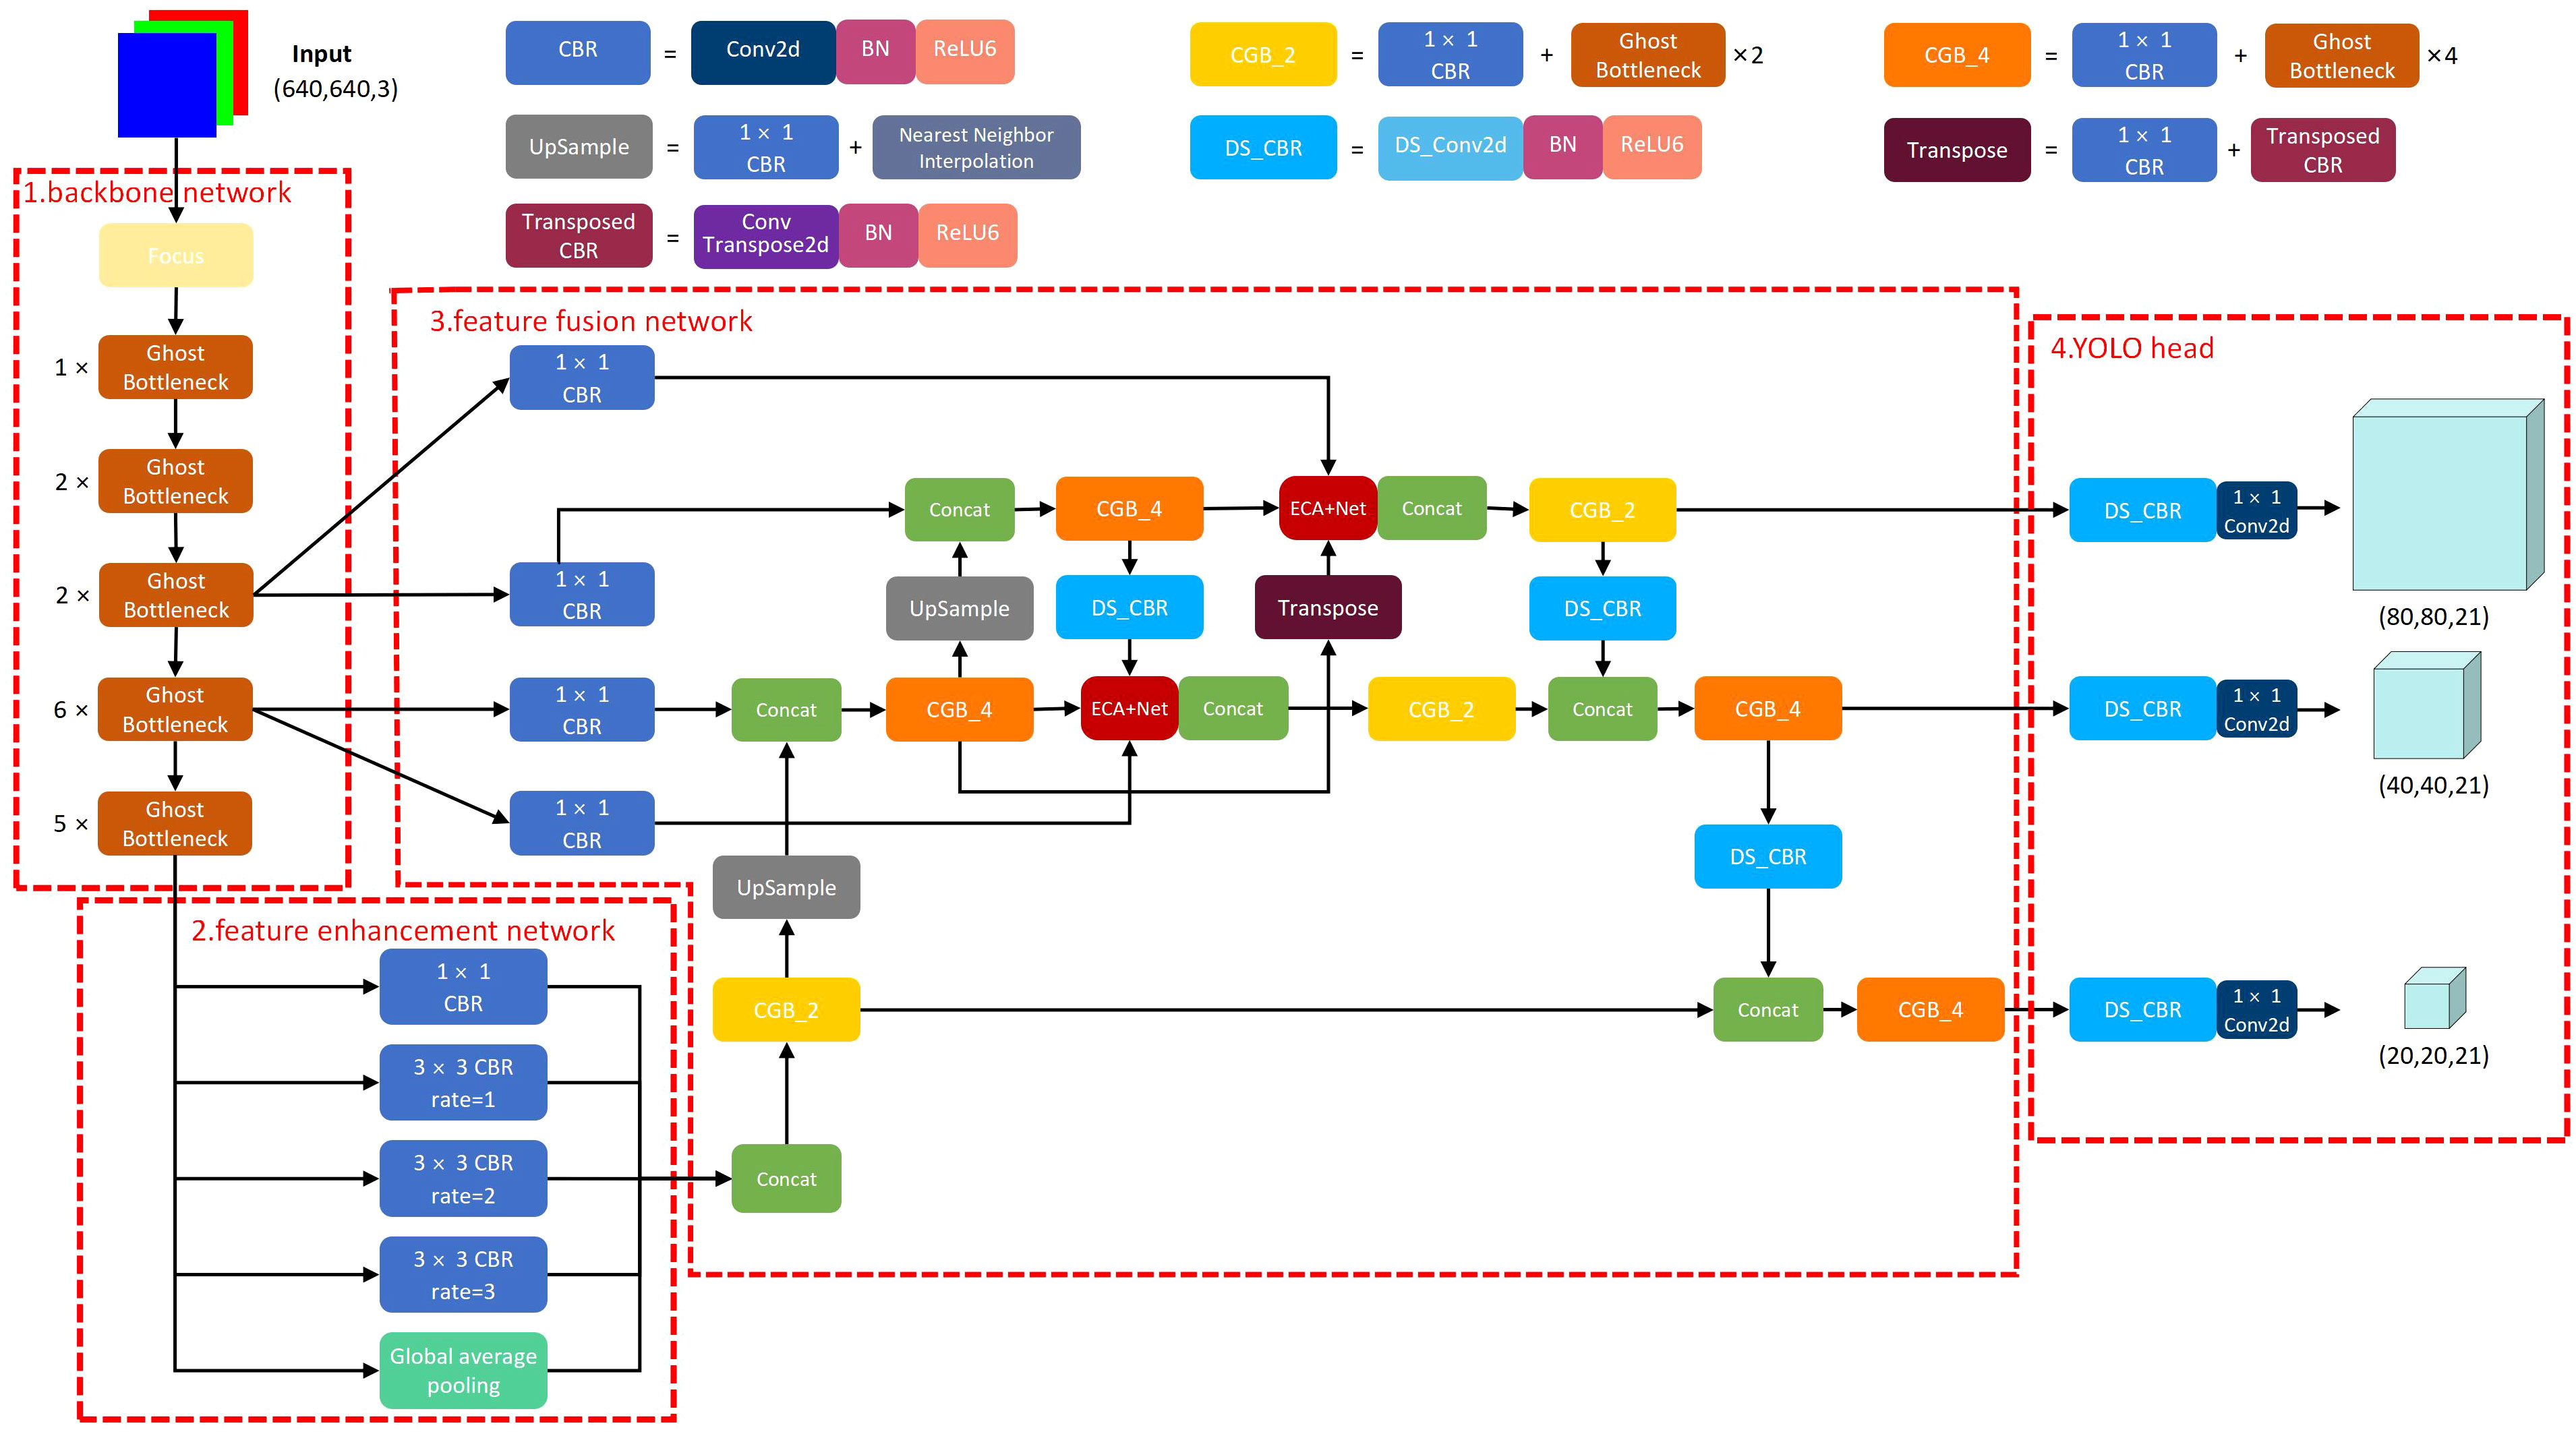 Input
(640,640,3)
CBR
=
Conv2d
BN
ReLU6
CGB_2
=
1 × 1
CBR
+
Ghost
Bottleneck
×2
CGB_4
=
1 × 1
CBR
+
Ghost
Bottleneck
×4
UpSample
=
1 × 1
CBR
+
Nearest Neighbor
Interpolation
DS_CBR
=
DS_Conv2d
BN
ReLU6
Transpose
=
1 × 1
CBR
+
Transposed
CBR
Transposed
CBR
=
Conv
Transpose2d
BN
ReLU6
1.backbone network
Focus
1 ×
Ghost
Bottleneck
2 ×
Ghost
Bottleneck
2 ×
Ghost
Bottleneck
6 ×
Ghost
Bottleneck
5 ×
Ghost
Bottleneck
2.feature enhancement network
1 × 1
CBR
3 × 3 CBR
rate=1
3 × 3 CBR
rate=2
3 × 3 CBR
rate=3
Global average
pooling
3.feature fusion network
1 × 1
CBR
Concat
CGB_4
ECA+Net
Concat
CGB_2
1 × 1
CBR
UpSample
DS_CBR
Transpose
DS_CBR
1 × 1
CBR
Concat
CGB_4
ECA+Net
Concat
CGB_2
Concat
CGB_4
1 × 1
CBR
UpSample
DS_CBR
CGB_2
Concat
CGB_4
Concat
4.YOLO head
DS_CBR
1 × 1
Conv2d
(80,80,21)
DS_CBR
1 × 1
Conv2d
(40,40,21)
DS_CBR
1 × 1
Conv2d
(20,20,21)